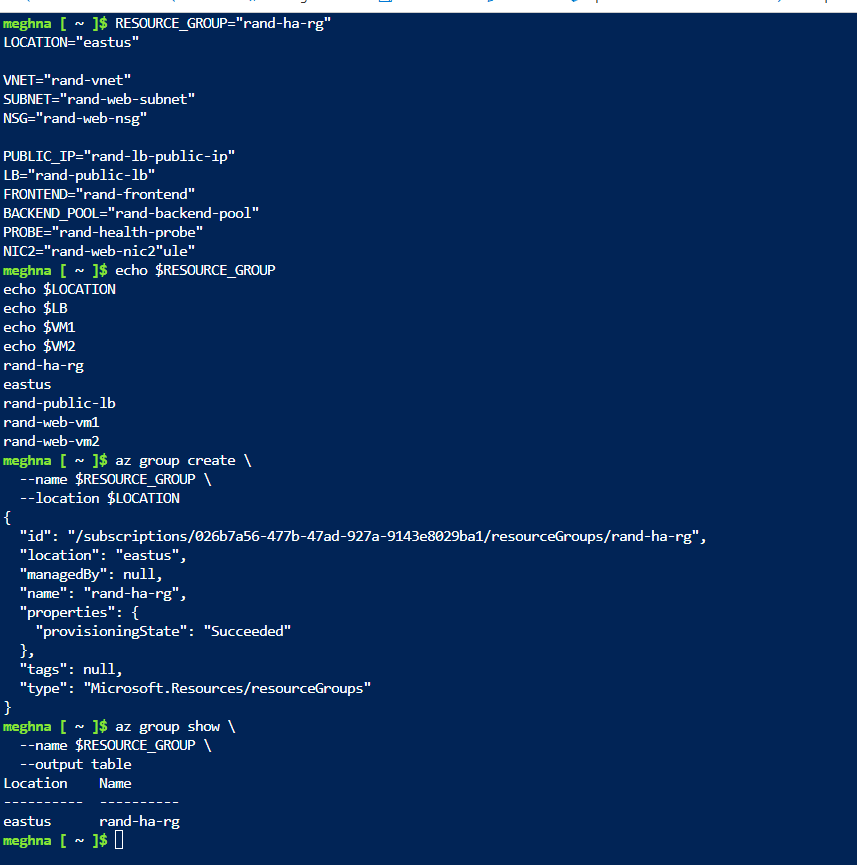 meghna [ ~ ]$ RESOURCE_GROUP="rand-ha-rg"
LOCATION="eastus"
VNET="rand-vnet"
SUBNET="rand-web-subnet"
NSG="rand-web-nsg"
PUBLIC_IP="rand-lb-public-ip"
LB="rand-public-lb"
FRONTEND="rand-frontend"
BACKEND_POOL="rand-backend-pool"
PROBE="rand-health-probe"
NIC2="rand-web-nic2"ule"
meghna [ ~ ]$ echo $RESOURCE_GROUP
echo $LOCATION
echo $LB
echo $VM1
echo $VM2
rand-ha-rg
eastus
rand-public-lb
rand-web-vm1
rand-web-vm2
meghna [ ~ ]$ az group create \
  --name $RESOURCE_GROUP \
  --location $LOCATION
{
  "id": "/subscriptions/026b7a56-477b-47ad-927a-9143e8029ba1/resourceGroups/rand-ha-rg",
  "location": "eastus",
  "managedBy": null,
  "name": "rand-ha-rg",
  "properties": {
    "provisioningState": "Succeeded"
  },
  "tags": null,
  "type": "Microsoft.Resources/resourceGroups"
}
meghna [ ~ ]$ az group show \
  --name $RESOURCE_GROUP \
  --output table
Location    Name
----------  ----------
eastus      rand-ha-rg
meghna [ ~ ]$